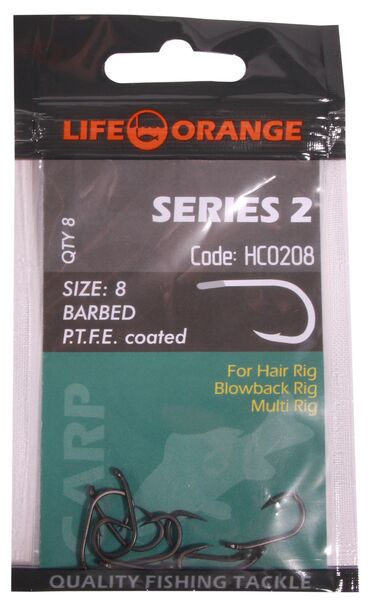 LIFE ORANGE
SERIES 2
QTY 8
Code: HC0208
SIZE: 8
BARBED
P.T.F.E. coated
For Hair Rig
Blowback Rig
Multi Rig
CARP
QUALITY FISHING TACKLE